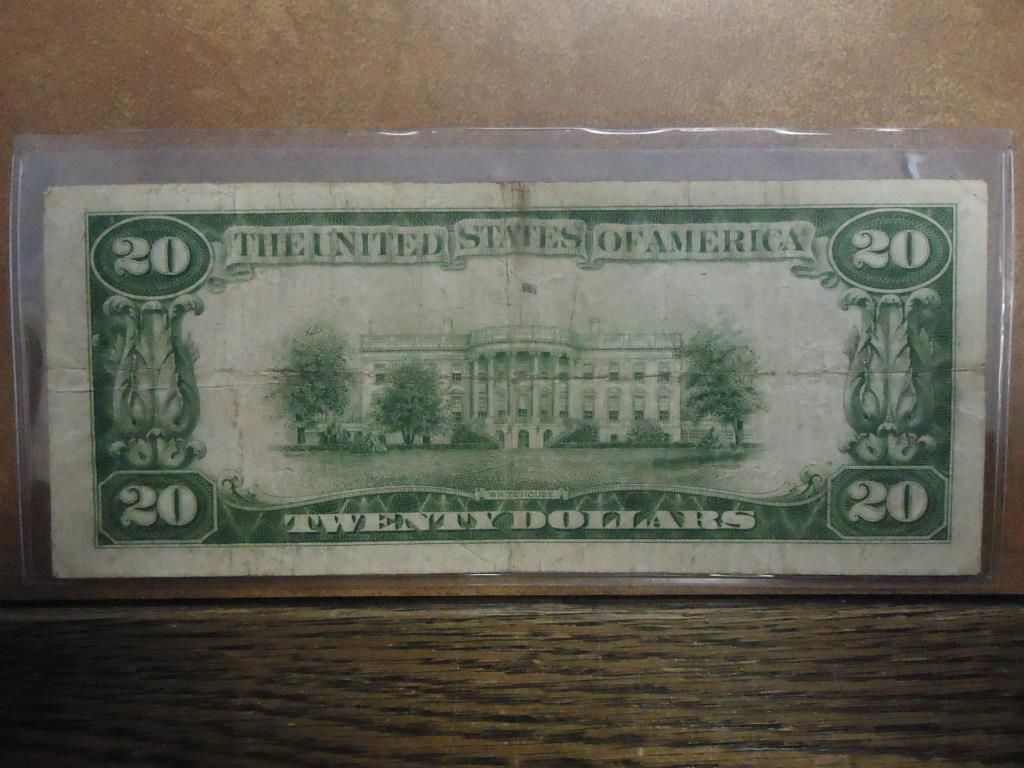 20 THE UNITED STATES OF AMERICA 20
WHITE HOUSE
20 TWENTY DOLLARS 20